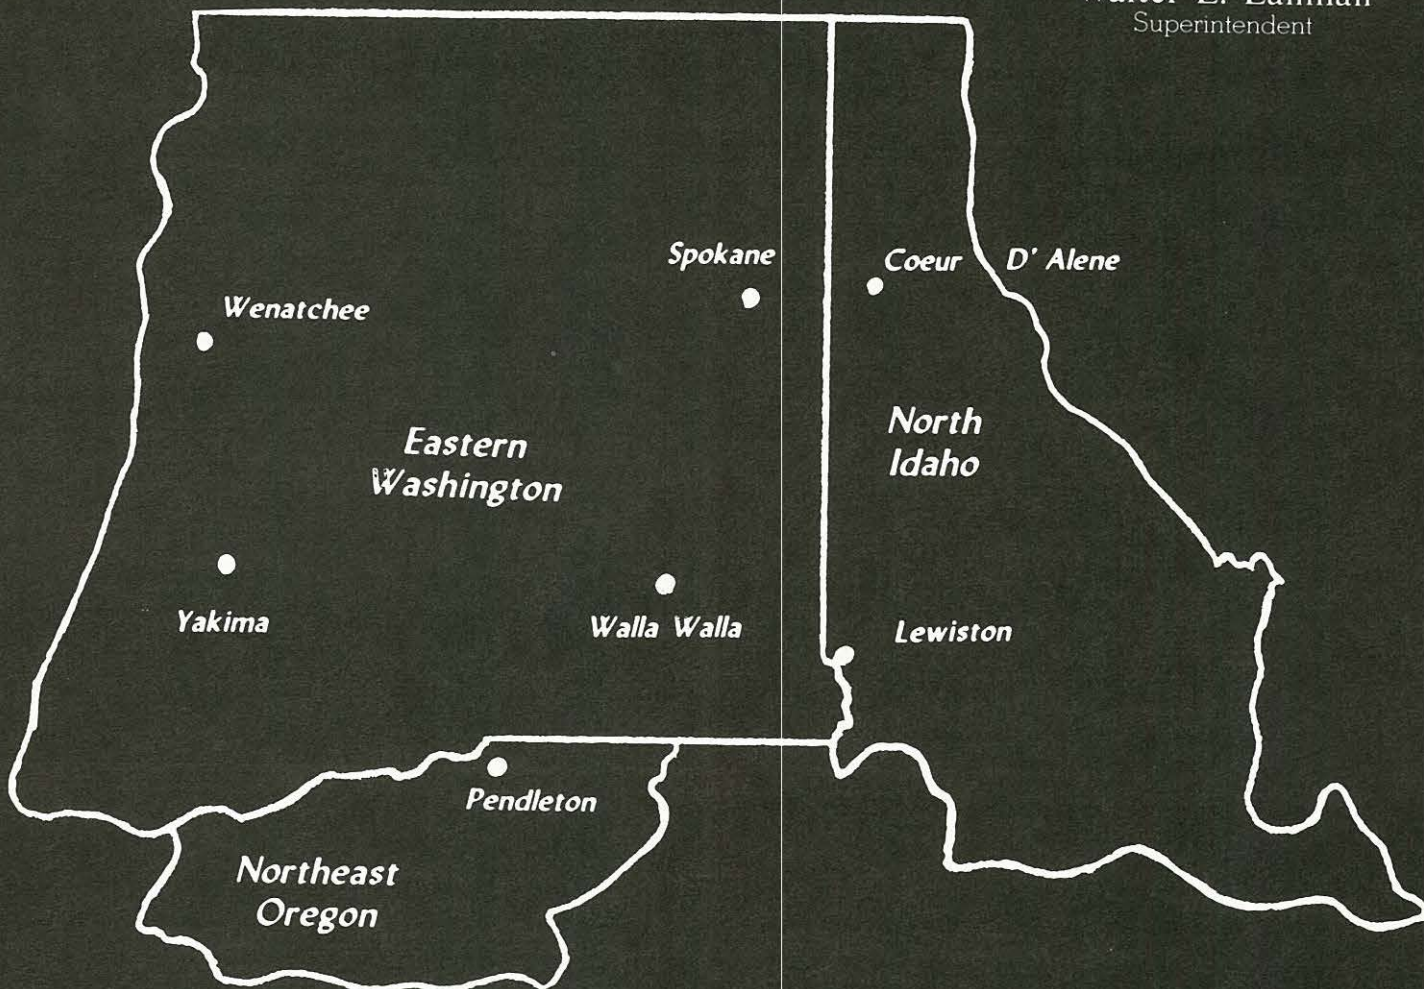 Superintendent
Spokane
Coeur D' Alene
Wenatchee
North
Idaho
Eastern
Washington
Yakima
Walla Walla
Lewiston
Pendleton
Northeast
Oregon